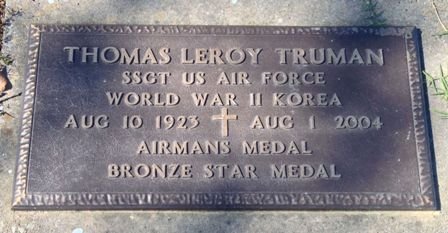 THOMAS LEROY TRUMAN
SSGT US AIR FORCE
WORLD WAR II KOREA
AUG 10 1923 AUG 1 2004
AIRMANS MEDAL
BRONZE STAR MEDAL